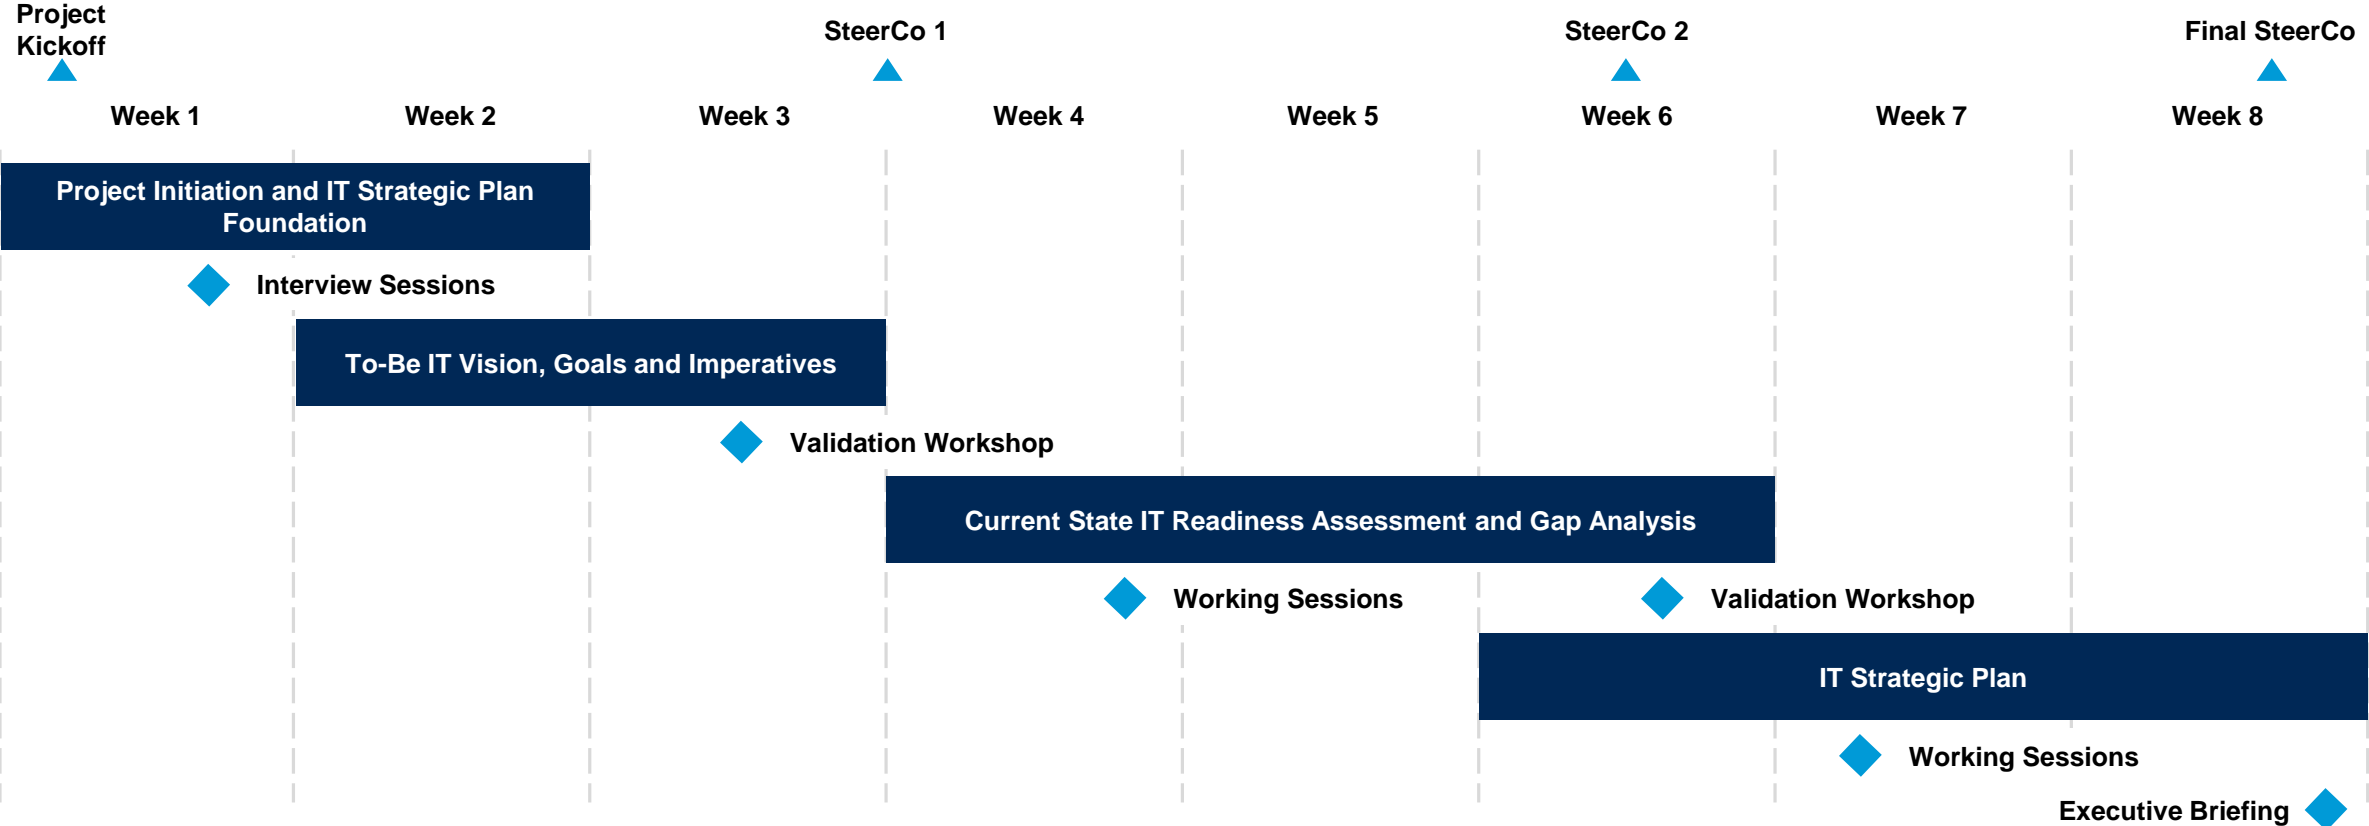 Project
Kickoff
SteerCo 1
SteerCo 2
Final SteerCo
Week 1
Week 2
Week 3
Week 4
Week 5
Week 6
Week 7
Week 8
Project Initiation and IT Strategic Plan
Foundation
Interview Sessions
To-Be IT Vision, Goals and Imperatives
Validation Workshop
Current State IT Readiness Assessment and Gap Analysis
Working Sessions
Validation Workshop
IT Strategic Plan
Working Sessions
Executive Briefing